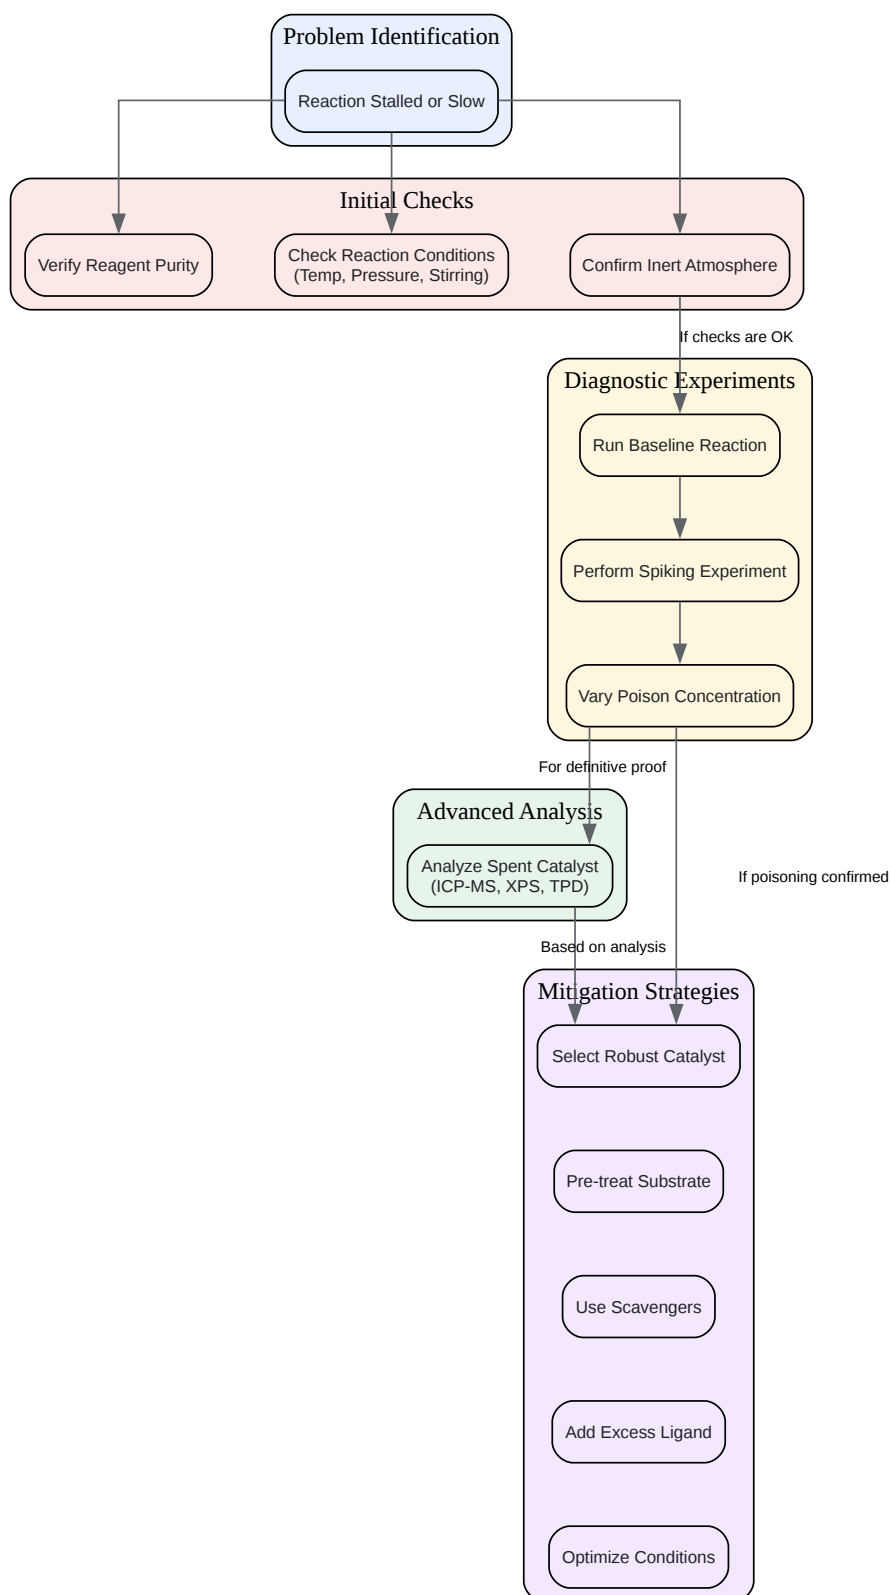 Problem Identification
Reaction Stalled or Slow
Initial Checks
Verify Reagent Purity
Check Reaction Conditions
(Temp, Pressure, Stirring)
Confirm Inert Atmosphere
If checks are OK
Diagnostic Experiments
Run Baseline Reaction
Perform Spiking Experiment
Vary Poison Concentration
For definitive proof
Advanced Analysis
Analyze Spent Catalyst
(ICP-MS, XPS, TPD)
If poisoning confirmed
Based on analysis
Mitigation Strategies
Select Robust Catalyst
Pre-treat Substrate
Use Scavengers
Add Excess Ligand
Optimize Conditions